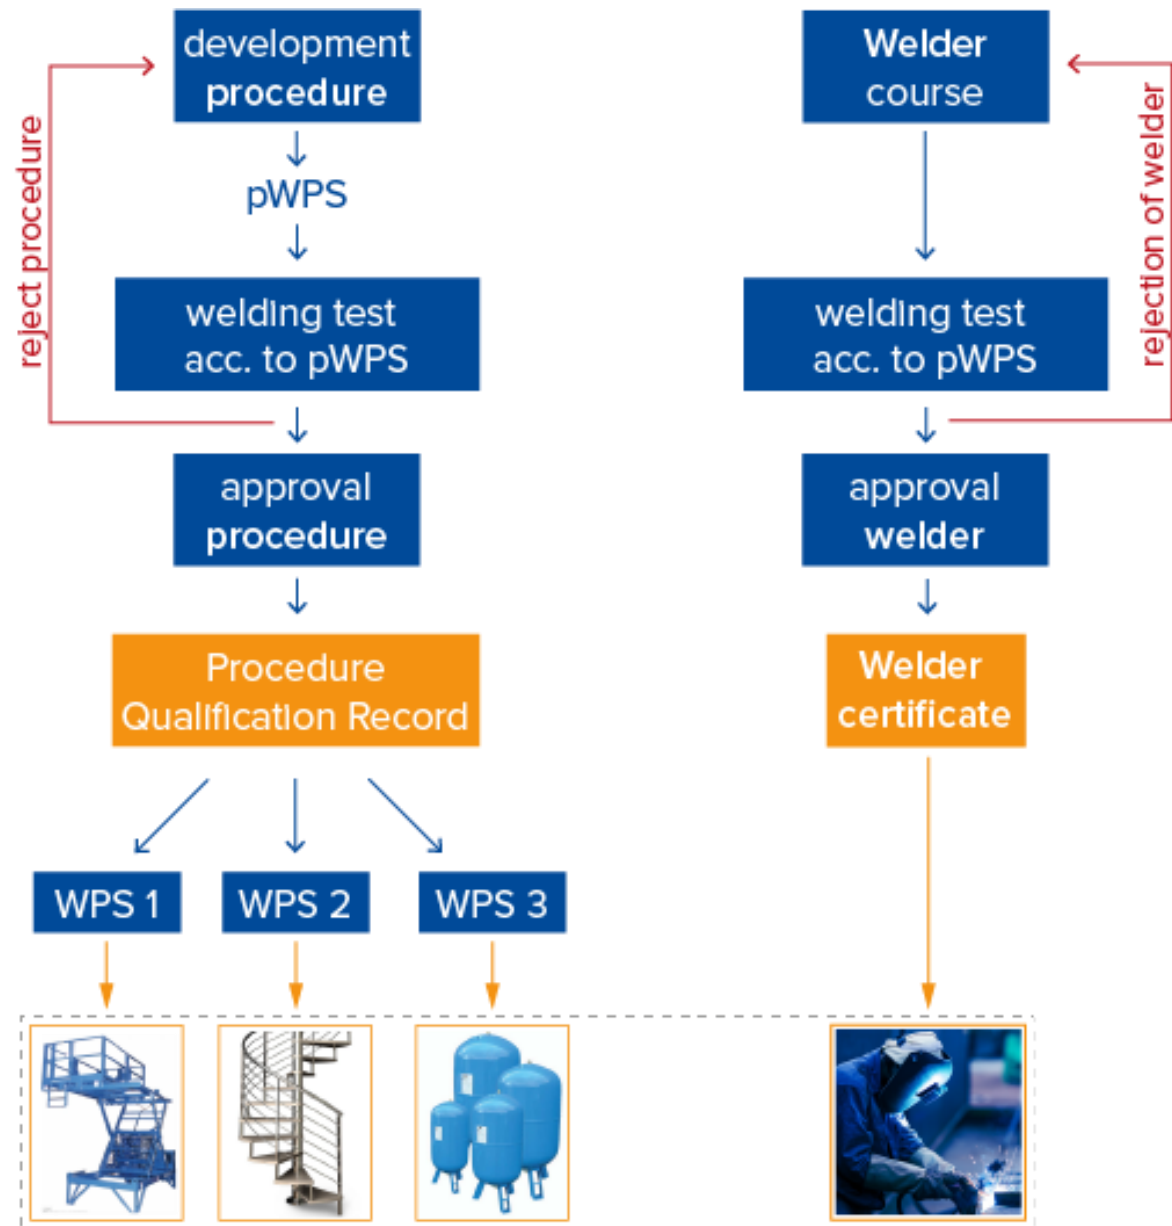 development
procedure
pWPS
welding test
acc. to pWPS
approval
procedure
Procedure
Qualification Record
WPS 1
WPS 2
WPS 3
reject procedure
Welder
course
welding test
acc. to pWPS
approval
welder
Welder
certificate
rejection of welder